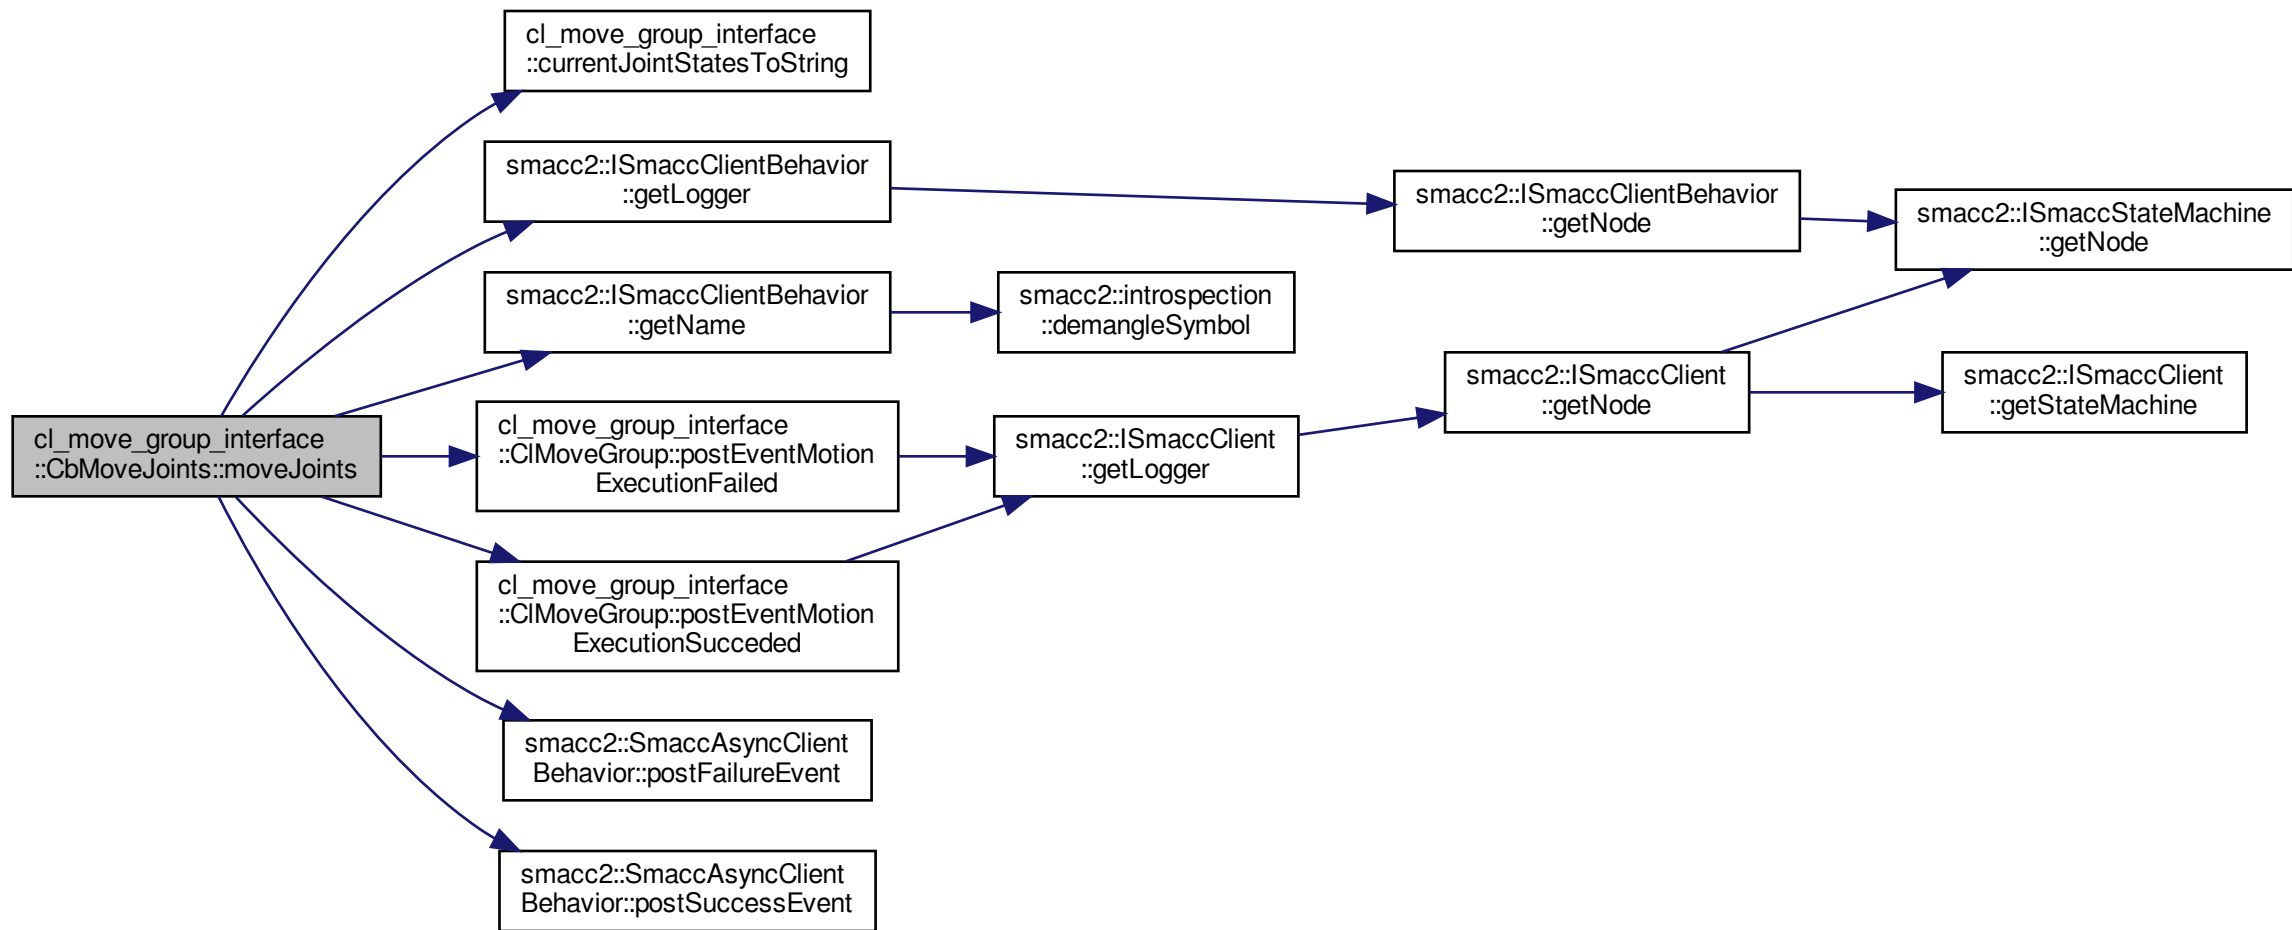 cl_move_group_interface
::currentJointStatesToString
smacc2::ISmaccClientBehavior
::getLogger
smacc2::ISmaccClientBehavior
::getNode
smacc2::ISmaccStateMachine
::getNode
smacc2::ISmaccClientBehavior
::getName
smacc2::introspection
::demangleSymbol
cl_move_group_interface
::CbMoveJoints::moveJoints
cl_move_group_interface
::ClMoveGroup::postEventMotion
ExecutionFailed
smacc2::ISmaccClient
::getLogger
smacc2::ISmaccClient
::getNode
smacc2::ISmaccClient
::getStateMachine
cl_move_group_interface
::ClMoveGroup::postEventMotion
ExecutionSucceded
smacc2::SmaccAsyncClient
Behavior::postFailureEvent
smacc2::SmaccAsyncClient
Behavior::postSuccessEvent